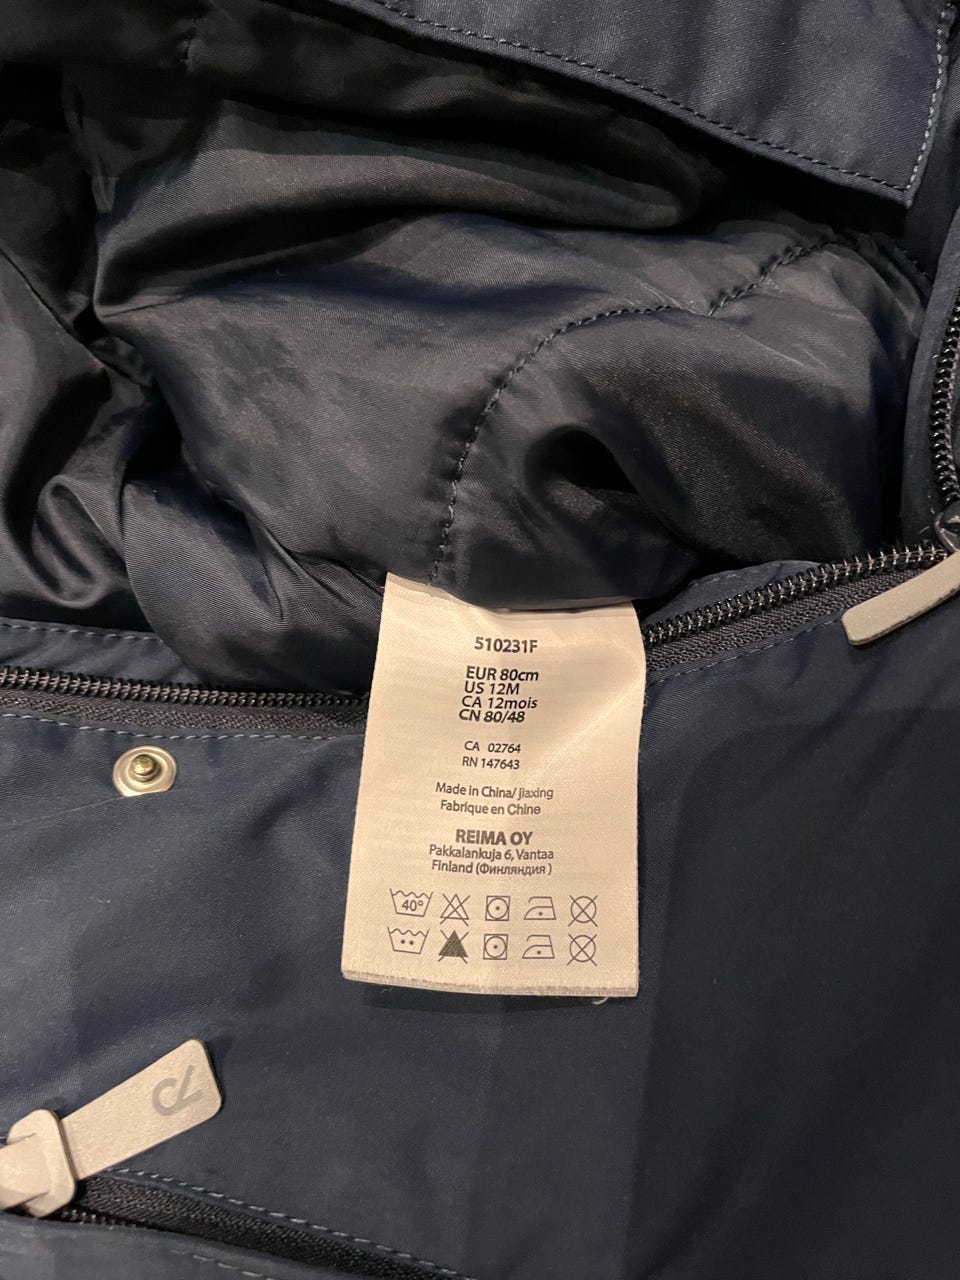 510231F
EUR 80cm
US 12M
CA 12mois
CN 80/48
CA 02764
RN 147643
Made in China/ Jiaxing
Fabrique en Chine
REIMA OY
Pakkalankuja 6, Vantaa
Finland (Финляндия )
40°